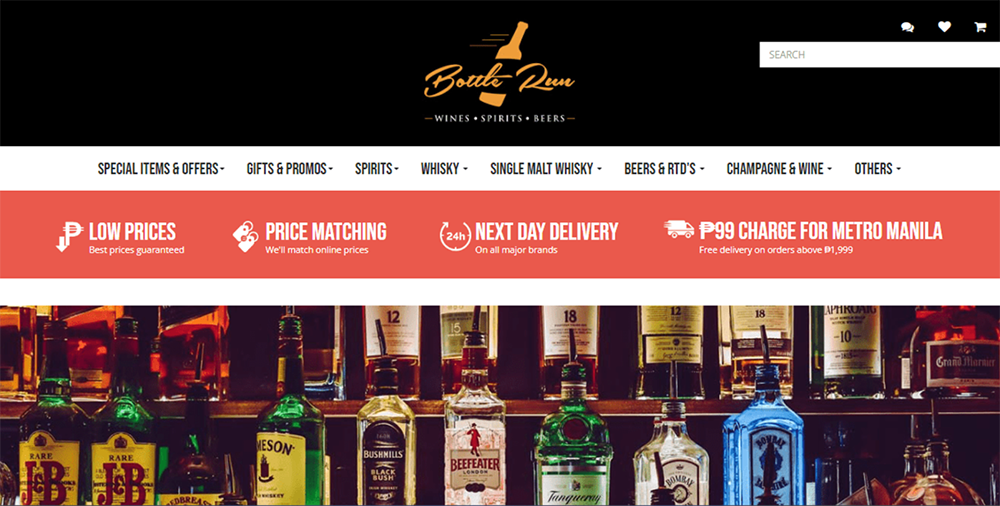 Bottle Run
WINES • SPIRITS • BEERS
SEARCH
SPECIAL ITEMS & OFFERS
GIFTS & PROMOS
SPIRITS
WHISKY
SINGLE MALT WHISKY
BEERS & RTD'S
CHAMPAGNE & WINE
OTHERS
LOW PRICES
Best prices guaranteed
PRICE MATCHING
We'll match online prices
24h
NEXT DAY DELIVERY
On all major brands
₱99 CHARGE FOR METRO MANILA
Free delivery on orders above ₱1,999
12
15
18
12
18
APHROAIG
10
Grand Marnier
RARE
J&B
RARE
J&B
REDBREAST
JAMESON
BUSHMILLS
BLACK
BUSH
BEEFEATER
LONDON
Tanqueray
BOMBAY
BOMBAY